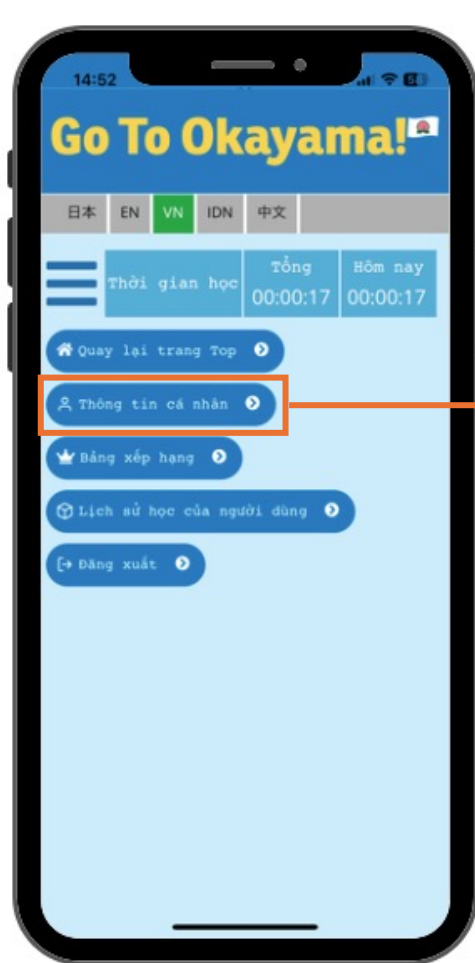 14:52
Go To Okayama!
日本 EN VN IDN 中文
Thời gian học
Tổng
00:00:17
Hôm nay
00:00:17
Quay lại trang Top
Thông tin cá nhân
Bảng xếp hạng
Lịch sử học của người dùng
Đăng xuất